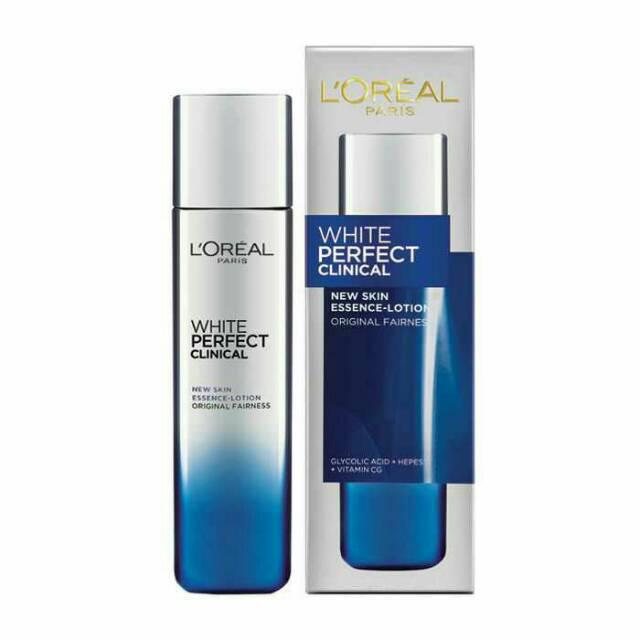 L'ORÉAL
PARIS
WHITE
PERFECT
CLINICAL
NEW SKIN
ESSENCE-LOTION
ORIGINAL FAIRNESS
L'ORÉAL
PARIS
WHITE
PERFECT
CLINICAL
NEW SKIN
ESSENCE-LOTION
ORIGINAL FAIRNESS
GLYCOLIC ACID + HEPES
+ VITAMIN CG